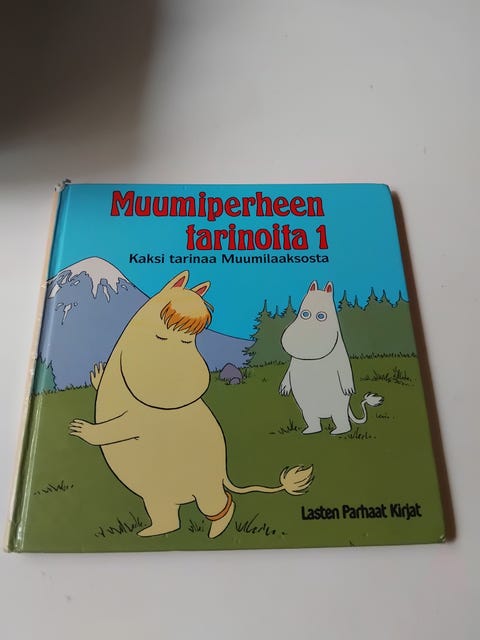 Muumiperheen
tarinoita 1
Kaksi tarinaa Muumilaaksosta
Lasten Parhaat Kirjat